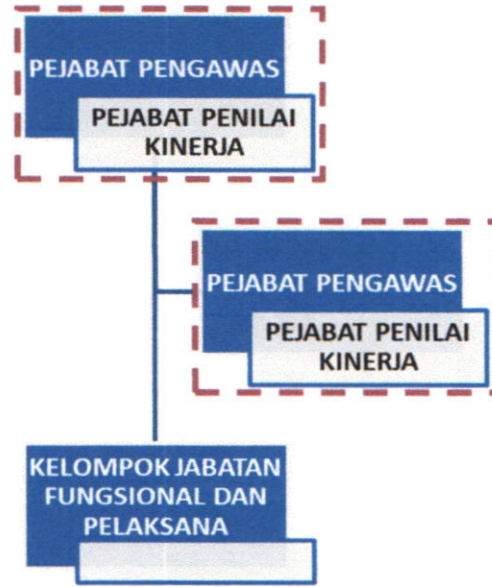 PEJABAT PENGAWAS
PEJABAT PENILAI
KINERJA
PEJABAT PENGAWAS
PEJABAT PENILAI
KINERJA
KELOMPOK JABATAN
FUNGSIONAL DAN
PELAKSANA